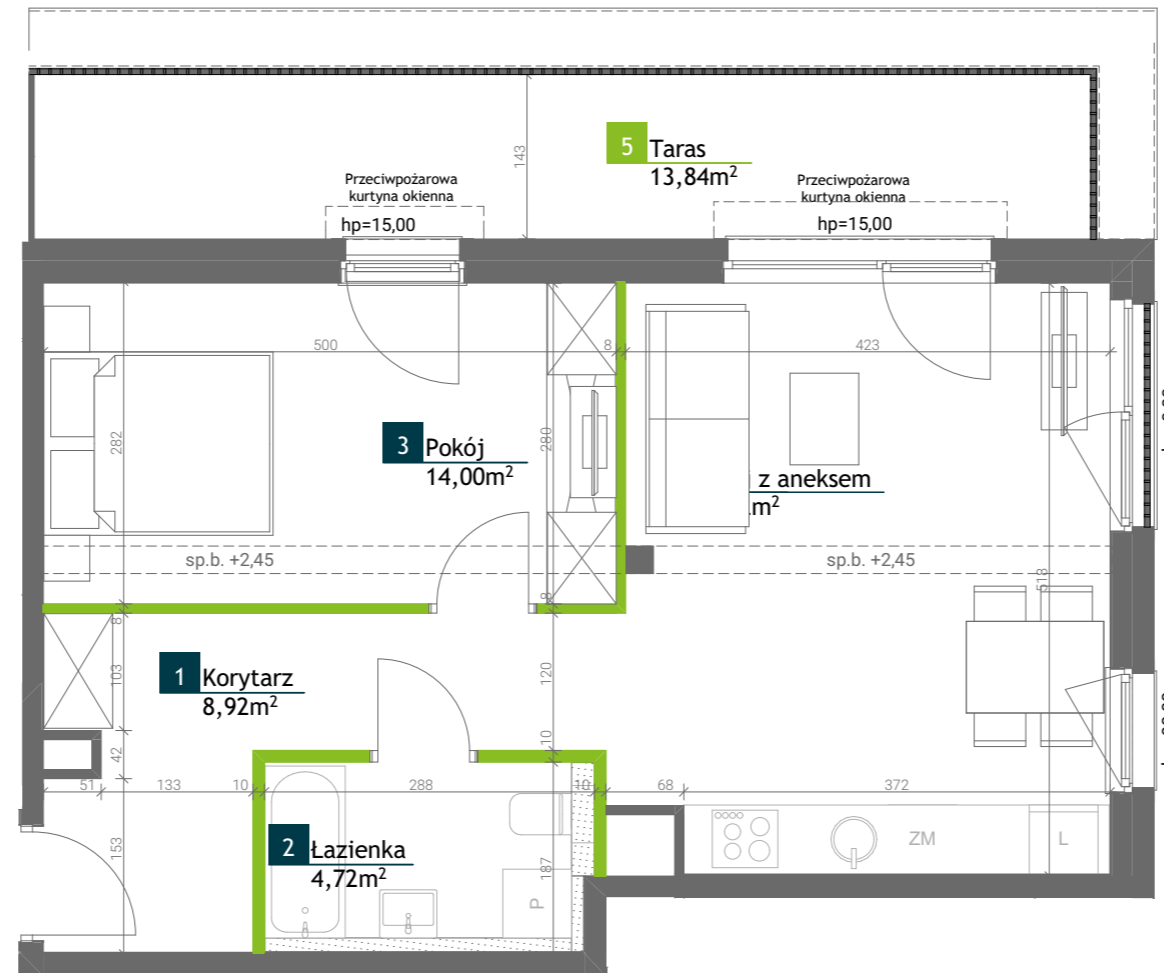 5 Taras
13,84m²
143
Przeciwpożarowa
kurtyna okienna
hp=15,00
Przeciwpożarowa
kurtyna okienna
hp=15,00
500
8
423
282
280
3 Pokój
14,00m²
z aneksem
m²
sp.b. +2,45
sp.b. +2,45
513
8
8
103
1 Korytarz
8,92m²
120
42
10
51
133
10
288
10
68
372
153
2 Łazienka
4,72m²
187
P
ZM
L